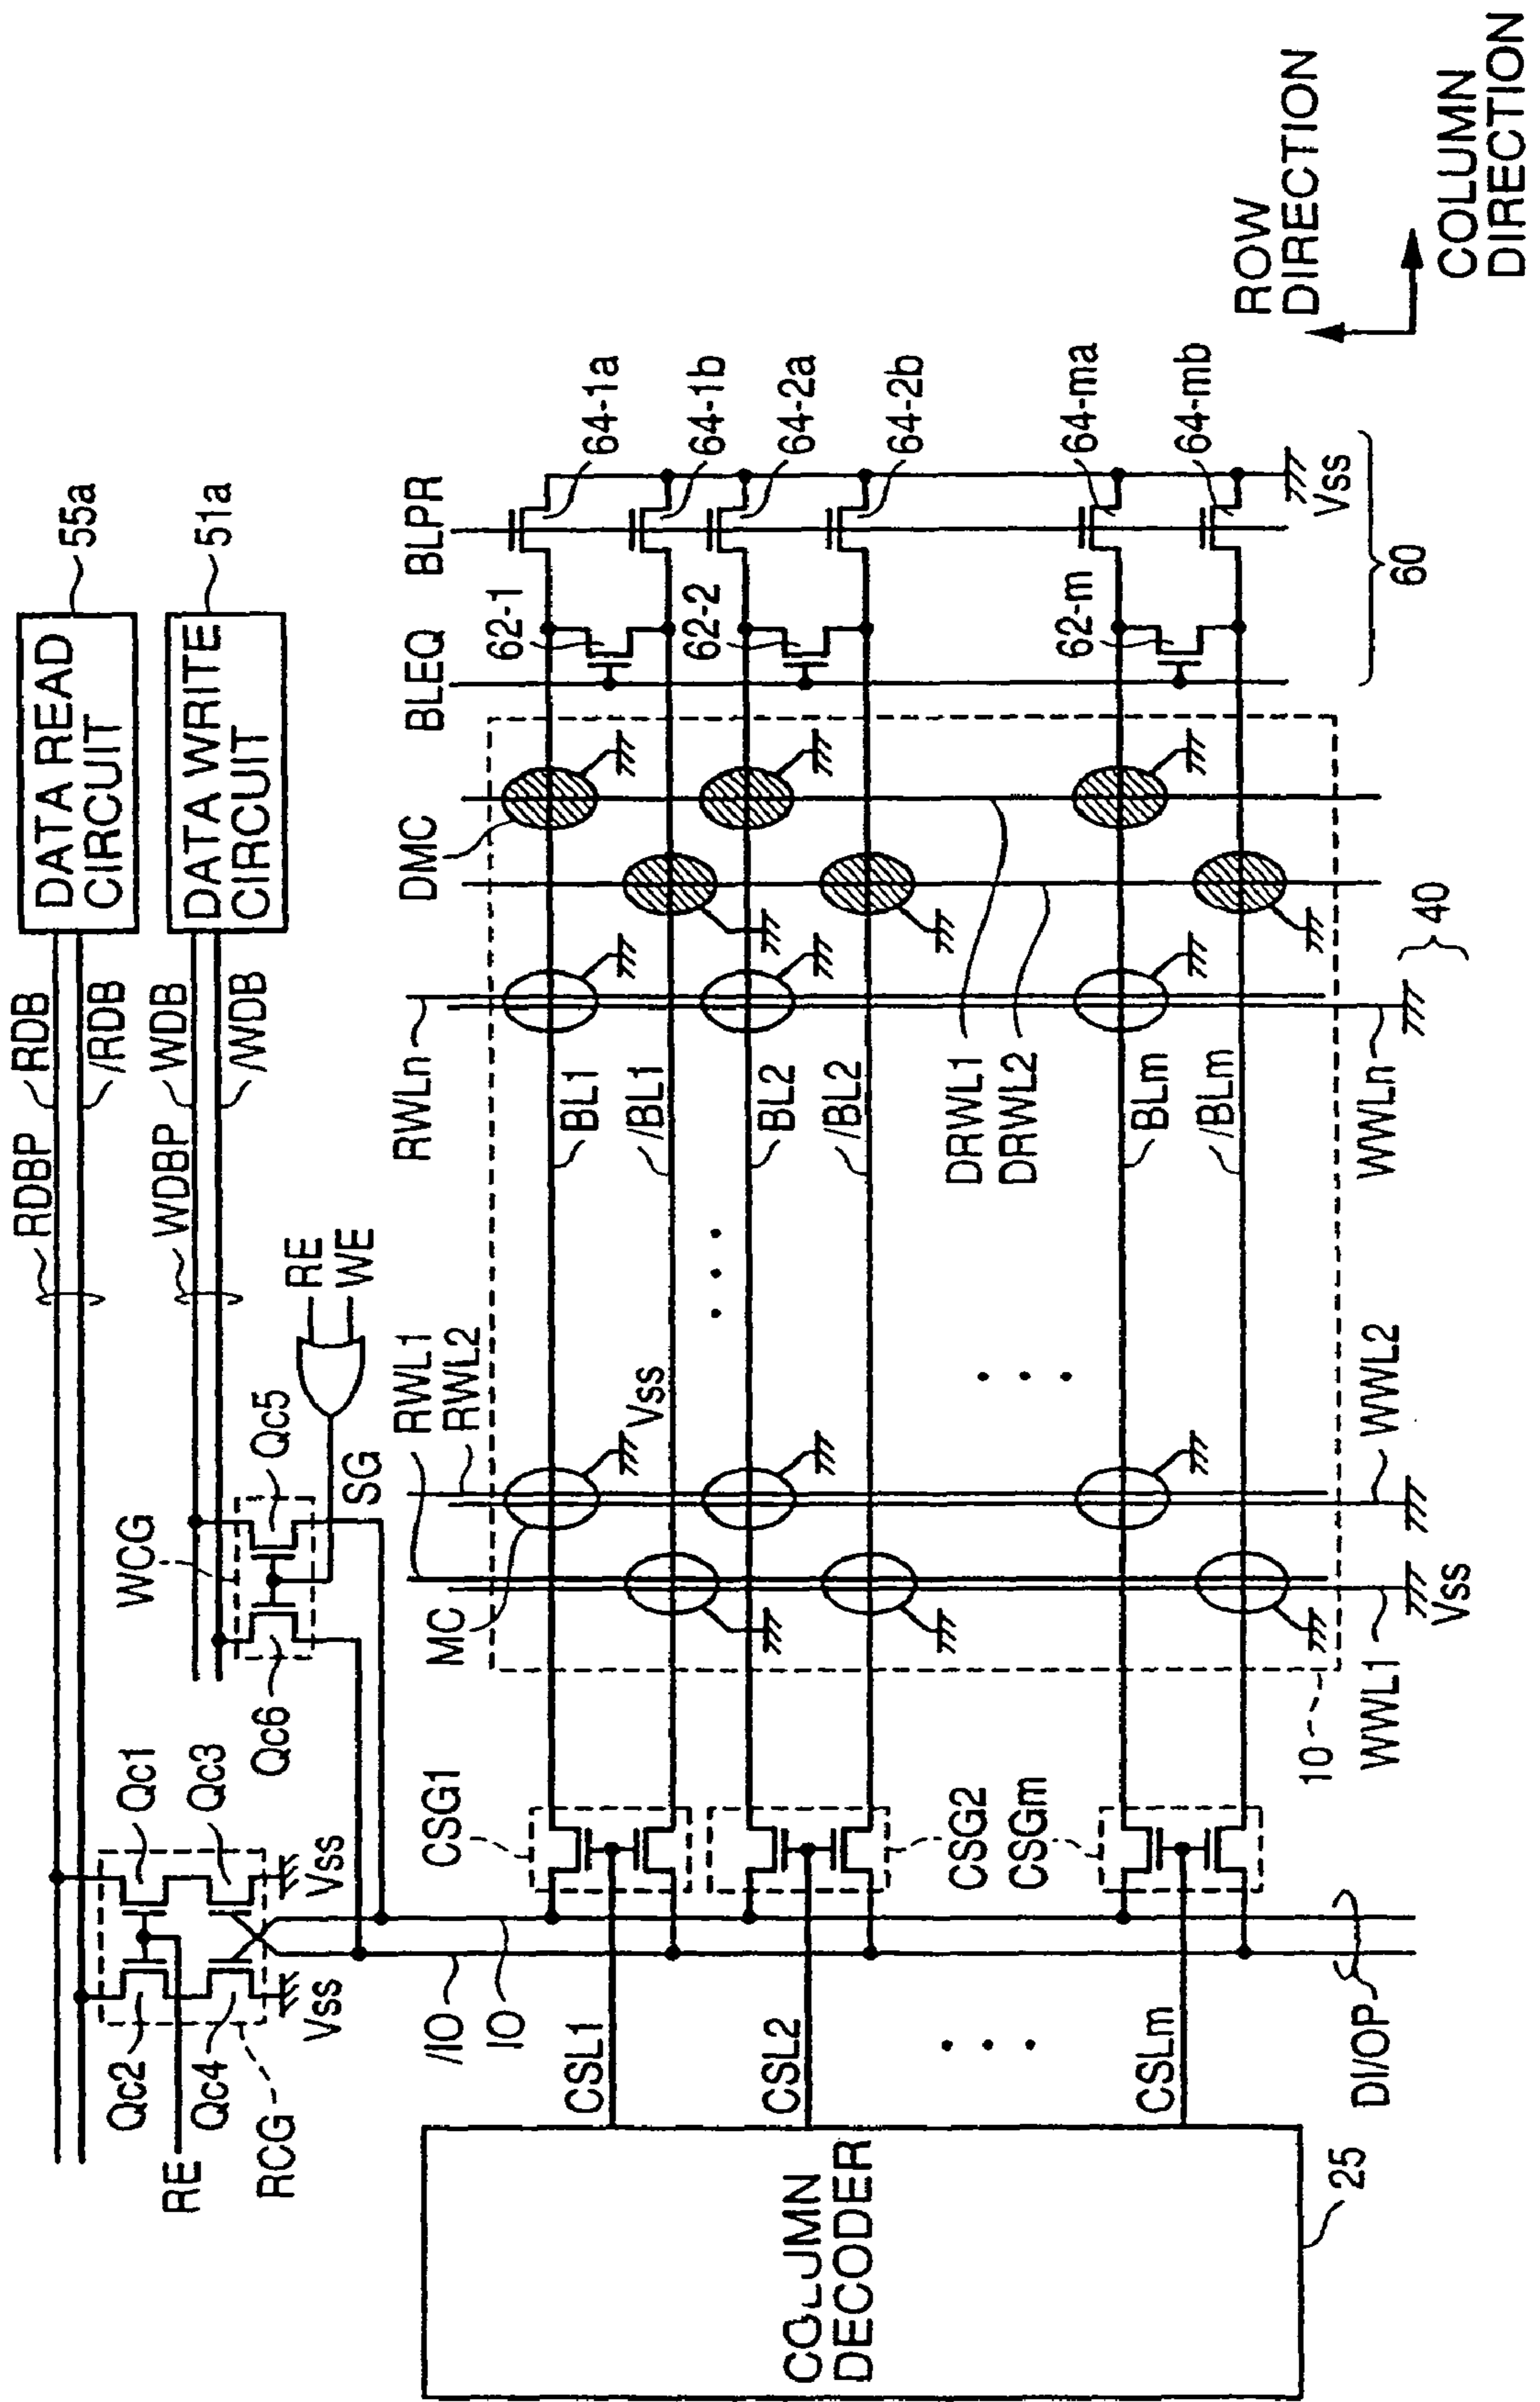 DATA READ
CIRCUIT
55a
DATA WRITE
CIRCUIT
51a
RDBP
RDB
/RDB
WDBP
WDB
/WDB
Qc1
Qc2
Qc3
Qc4
Vss
Vss
RE
RCG
WCG
Qc5
Qc6
SG
RE
WE
/IO
IO
RWL1
RWL2
RWLn
DMC
BLEQ
BLPR
MC
Vss
CSG1
62-1
64-1a
64-1b
BL1
/BL1
CSL1
62-2
64-2a
64-2b
BL2
/BL2
CSL2
CSG2
CSGm
DRWL1
DRWL2
62-m
64-ma
64-mb
BLm
/BLm
CSLm
COLUMN
DECODER
25
DI/OP
10
WWL1
Vss
WWL2
WWLn
40
Vss
60
ROW
DIRECTION
COLUMN
DIRECTION